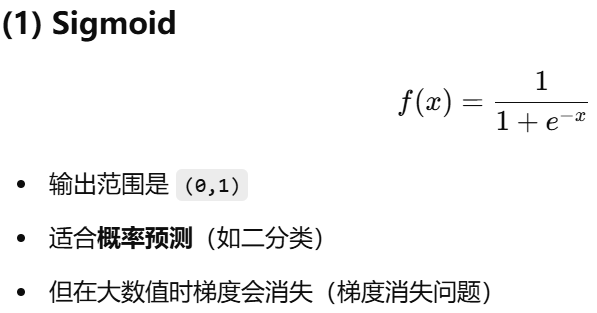 (1) Sigmoid
f(x) = \frac{1}{1 + e^{-x}}
• 输出范围是 (0,1)
• 适合概率预测（如二分类）
• 但在大数值时梯度会消失（梯度消失问题）